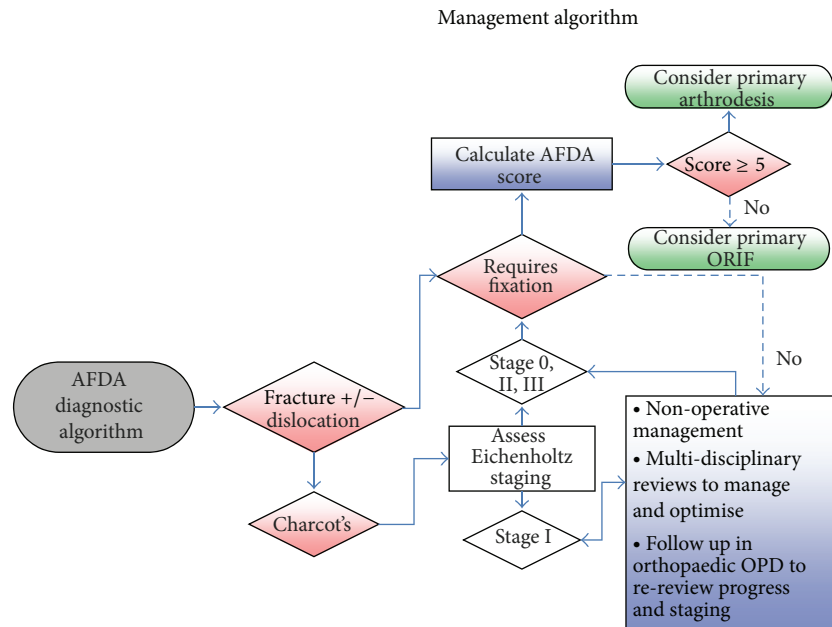 Management algorithm
Consider primary
arthrodesis
Calculate AFDA
score
Score ≥ 5
No
Consider primary
ORIF
Requires
fixation
No
Stage 0,
II, III
AFDA
diagnostic
algorithm
Fracture +/−
dislocation
Assess
Eichenholtz
staging
Charcot's
Stage I
• Non-operative
management
• Multi-disciplinary
reviews to manage
and optimise
• Follow up in
orthopaedic OPD to
re-review progress
and staging